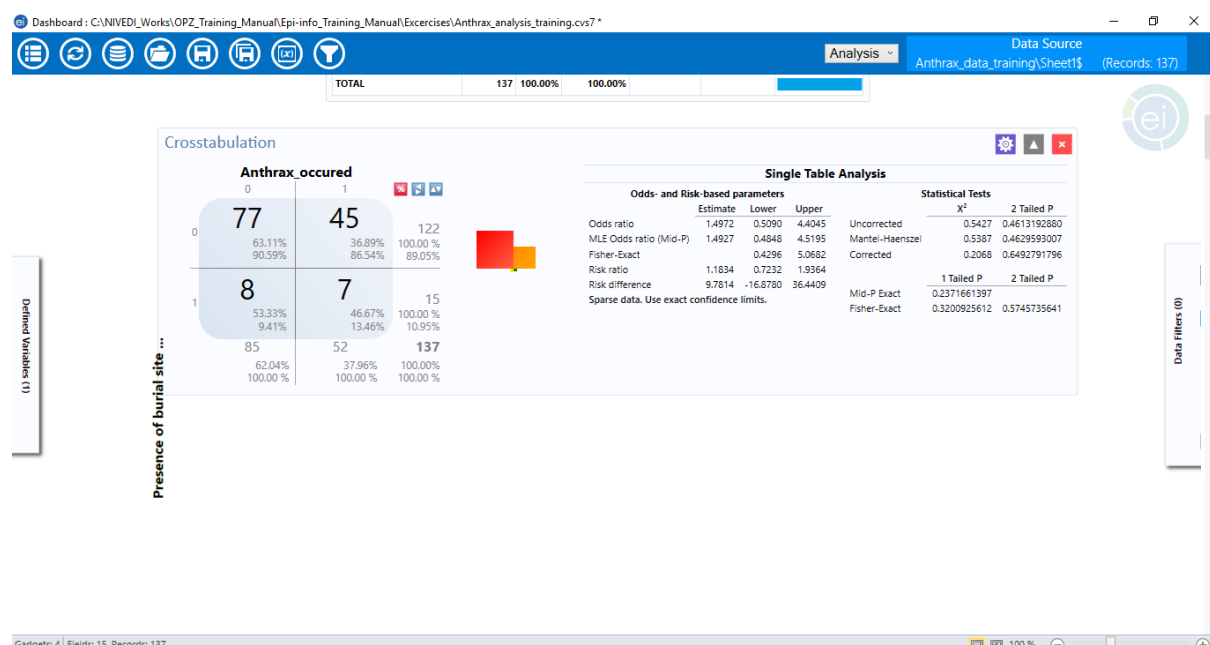 Dashboard : C:\NIVEDI_Works\OPZ_Training_Manual\Epi-info_Training_Manual\Excercises\Anthrax_analysis_training.cvs7 *
Analysis
Data Source
Anthrax_data_training\Sheet1$ (Records: 137)
TOTAL 137 100.00% 100.00%
ei
Crosstabulation
Anthrax_occured
0 1
0 77 45 122
63.11% 36.89% 100.00 %
90.59% 86.54% 89.05%
1 8 7 15
53.33% 46.67% 100.00 %
9.41% 13.46% 10.95%
85 52 137
62.04% 37.96% 100.00%
100.00 % 100.00 % 100.00 %
Presence of burial site ...
Single Table Analysis
Odds- and Risk-based parameters
Estimate Lower Upper
Odds ratio 1.4972 0.5090 4.4045
MLE Odds ratio (Mid-P) 1.4927 0.4848 4.5195
Fisher-Exact 0.4296 5.0682
Risk ratio 1.1834 0.7232 1.9364
Risk difference 9.7814 -16.8780 36.4409
Sparse data. Use exact confidence limits.
Statistical Tests
X² 2 Tailed P
Uncorrected 0.5427 0.4613192880
Mantel-Haenszel 0.5387 0.4629593007
Corrected 0.2068 0.6492791796
1 Tailed P 2 Tailed P
Mid-P Exact 0.2371661397
Fisher-Exact 0.3200925612 0.5745735641
Defined Variables (1)
Data Filters (0)
Gadgets: 4 Fields: 15 Records: 137
100 %